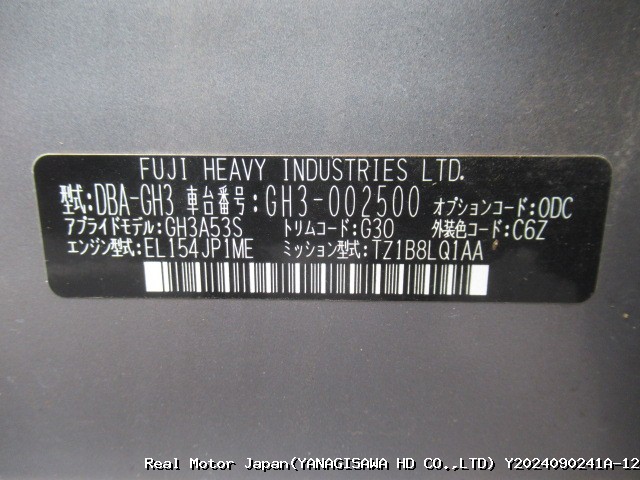 FUJI HEAVY INDUSTRIES LTD.
型式:DBA-GH3 車台番号:GH3-002500 オプションコード:ODC
アプライドモデル:GH3A53S トリムコード:G30 外装色コード:C6Z
エンジン型式:EL154JP1ME ミッション型式:TZ1B8LQ1AA
Real Motor Japan(YANAGISAWA HD CO.,LTD) Y2024090241A-12